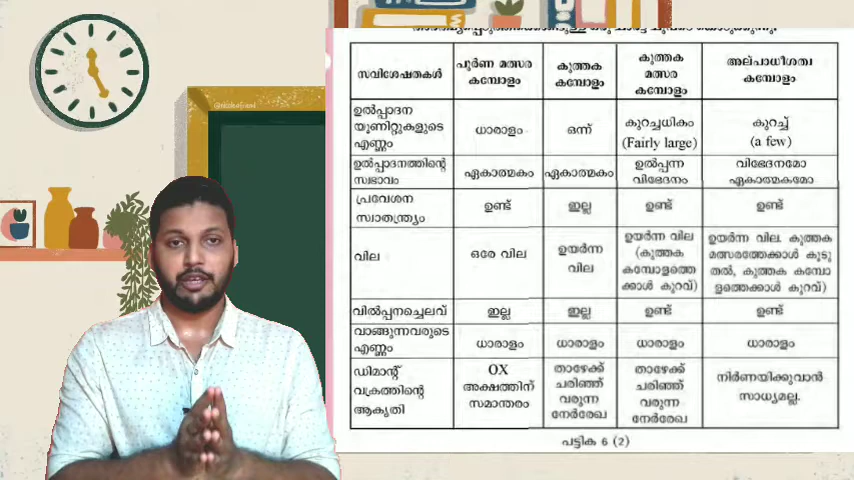 സവിശേഷതകൾ
പൂർണ മത്സര
കമ്പോളം
കുത്തക
കമ്പോളം
കുത്തക
മത്സര
കമ്പോളം
അല്പാധീശത്വ
കമ്പോളം
ഉൽപ്പാദന
യൂണിറ്റുകളുടെ
എണ്ണം
ധാരാളം
ഒന്ന്
കുറച്ചധികം
(Fairly large)
കുറച്ച്
(a few)
ഉൽപ്പാദനത്തിന്റെ
സ്വഭാവം
ഏകാത്മകം
ഏകാത്മകം
ഉൽപ്പന്ന
വിഭേദനം
വിഭേദനമോ
ഏകാത്മകമോ
പ്രവേശന
സ്വാതന്ത്ര്യം
ഉണ്ട്
ഇല്ല
ഉണ്ട്
ഉണ്ട്
വില
ഒരേ വില
ഉയർന്ന
വില
ഉയർന്ന വില
(കുത്തക
കമ്പോളത്തെ
ക്കാൾ കുറവ്)
ഉയർന്ന വില. കുത്തക
മത്സരത്തേക്കാൾ കൂടു
തൽ, കുത്തക കമ്പോ
ളത്തെക്കാൾ കുറവ്)
വിൽപ്പനച്ചെലവ്
ഇല്ല
ഇല്ല
ഉണ്ട്
ഉണ്ട്
വാങ്ങുന്നവരുടെ
എണ്ണം
ധാരാളം
ധാരാളം
ധാരാളം
ധാരാളം
ഡിമാന്റ്
വക്രത്തിന്റെ
ആകൃതി
OX
അക്ഷത്തിന്
സമാന്തരം
താഴേക്ക്
ചരിഞ്ഞ്
വരുന്ന
നേർരേഖ
താഴേക്ക്
ചരിഞ്ഞ്
വരുന്ന
നേർരേഖ
നിർണയിക്കുവാൻ
സാധ്യമല്ല.
പട്ടിക 6 (2)